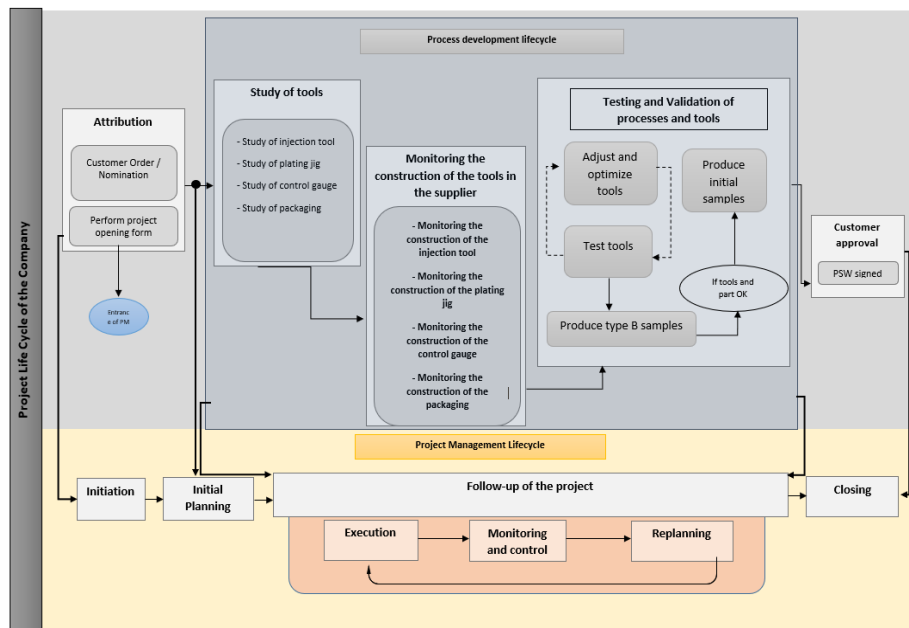 Project Life Cycle of the Company
Process development lifecycle
Attribution
Customer Order /
Nomination
Perform project
opening form
Entranc
e of PM
Study of tools
- Study of injection tool
- Study of plating jig
- Study of control gauge
- Study of packaging
Monitoring the
construction of the tools in
the supplier
- Monitoring the
construction of the
injection tool
- Monitoring the
construction of the plating
jig
- Monitoring the
construction of the
control gauge
- Monitoring the
construction of the
packaging
Testing and Validation of
processes and tools
Adjust and
optimize
tools
Test tools
Produce type B samples
If tools and
part OK
Produce
initial
samples
Customer
approval
PSW signed
Project Management Lifecycle
Initiation
Initial
Planning
Follow-up of the project
Closing
Execution
Monitoring
and control
Replanning